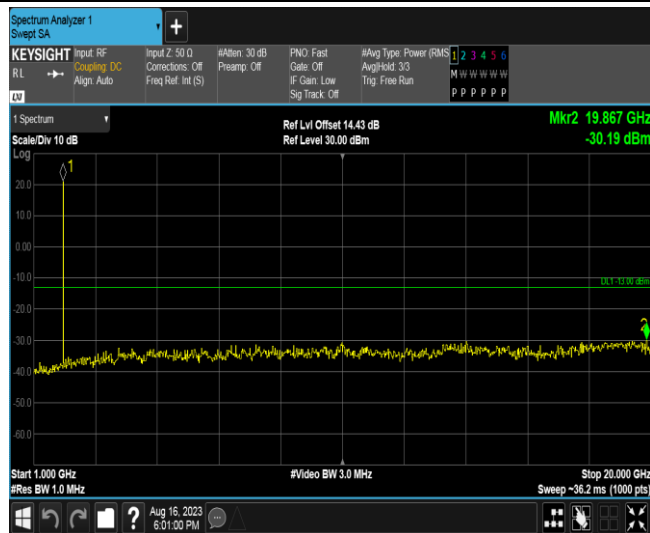 Spectrum Analyzer 1
Swept SA
+
KEYSIGHT Input: RF Input Z: 50 Ω #Atten: 30 dB PNO: Fast #Avg Type: Power (RMS 1 2 3 4 5 6
RL Coupling: DC Corrections: Off Preamp: Off Gate: Off Avg|Hold: 3/3 M W W W W W
Align: Auto Freq Ref: Int (S) IF Gain: Low Trig: Free Run
LXI Sig Track: Off P P P P P P
1 Spectrum Ref Lvl Offset 14.43 dB Mkr2 19.867 GHz
Scale/Div 10 dB Ref Level 30.00 dBm -30.19 dBm
Log
1
20.0
10.0
0.00
-10.0
DL1 -13.00 dBm
-20.0
2
-30.0
-40.0
-50.0
-60.0
Start 1.000 GHz #Video BW 3.0 MHz Stop 20.000 GHz
#Res BW 1.0 MHz Sweep ~36.2 ms (1000 pts)
? Aug 16, 2023
6:01:00 PM